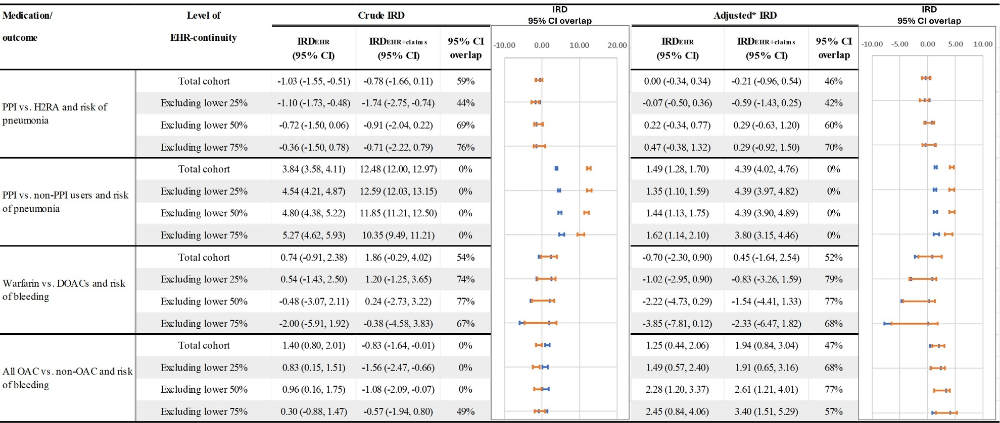 Medication/
outcome
Level of
EHR-continuity
Crude IRD
IRD
95% CI overlap
Adjusted* IRD
IRD
95% CI overlap
IRDEHR
(95% CI)
IRDEHR+claims
(95% CI)
95% CI
overlap
-10.00 0.00 10.00 20.00
IRDEHR
(95% CI)
IRDEHR+claims
(95% CI)
95% CI
overlap
-10.00 -5.00 0.00 5.00 10.00
PPI vs. H2RA and risk of
pneumonia
Total cohort -1.03 (-1.55, -0.51) -0.78 (-1.66, 0.11) 59% 0.00 (-0.34, 0.34) -0.21 (-0.96, 0.54) 46%
Excluding lower 25% -1.10 (-1.73, -0.48) -1.74 (-2.75, -0.74) 44% -0.07 (-0.50, 0.36) -0.59 (-1.43, 0.25) 42%
Excluding lower 50% -0.72 (-1.50, 0.06) -0.91 (-2.04, 0.22) 69% 0.22 (-0.34, 0.77) 0.29 (-0.63, 1.20) 60%
Excluding lower 75% -0.36 (-1.50, 0.78) -0.71 (-2.22, 0.79) 76% 0.47 (-0.38, 1.32) 0.29 (-0.92, 1.50) 70%
PPI vs. non-PPI users and risk
of pneumonia
Total cohort 3.84 (3.58, 4.11) 12.48 (12.00, 12.97) 0% 1.49 (1.28, 1.70) 4.39 (4.02, 4.76) 0%
Excluding lower 25% 4.54 (4.21, 4.87) 12.59 (12.03, 13.15) 0% 1.35 (1.10, 1.59) 4.39 (3.97, 4.82) 0%
Excluding lower 50% 4.80 (4.38, 5.22) 11.85 (11.21, 12.50) 0% 1.44 (1.13, 1.75) 4.39 (3.90, 4.89) 0%
Excluding lower 75% 5.27 (4.62, 5.93) 10.35 (9.49, 11.21) 0% 1.62 (1.14, 2.10) 3.80 (3.15, 4.46) 0%
Warfarin vs. DOACs and risk
of bleeding
Total cohort 0.74 (-0.91, 2.38) 1.86 (-0.29, 4.02) 54% -0.70 (-2.30, 0.90) 0.45 (-1.64, 2.54) 52%
Excluding lower 25% 0.54 (-1.43, 2.50) 1.20 (-1.25, 3.65) 74% -1.02 (-2.95, 0.90) -0.83 (-3.26, 1.59) 79%
Excluding lower 50% -0.48 (-3.07, 2.11) 0.24 (-2.73, 3.22) 77% -2.22 (-4.73, 0.29) -1.54 (-4.41, 1.33) 77%
Excluding lower 75% -2.00 (-5.91, 1.92) -0.38 (-4.58, 3.83) 67% -3.85 (-7.81, 0.12) -2.33 (-6.47, 1.82) 68%
All OAC vs. non-OAC and risk
of bleeding
Total cohort 1.40 (0.80, 2.01) -0.83 (-1.64, -0.01) 0% 1.25 (0.44, 2.06) 1.94 (0.84, 3.04) 47%
Excluding lower 25% 0.83 (0.15, 1.51) -1.56 (-2.47, -0.66) 0% 1.49 (0.57, 2.40) 1.91 (0.65, 3.16) 68%
Excluding lower 50% 0.96 (0.16, 1.75) -1.08 (-2.09, -0.07) 0% 2.28 (1.20, 3.37) 2.61 (1.21, 4.01) 77%
Excluding lower 75% 0.30 (-0.88, 1.47) -0.57 (-1.94, 0.80) 49% 2.45 (0.84, 4.06) 3.40 (1.51, 5.29) 57%